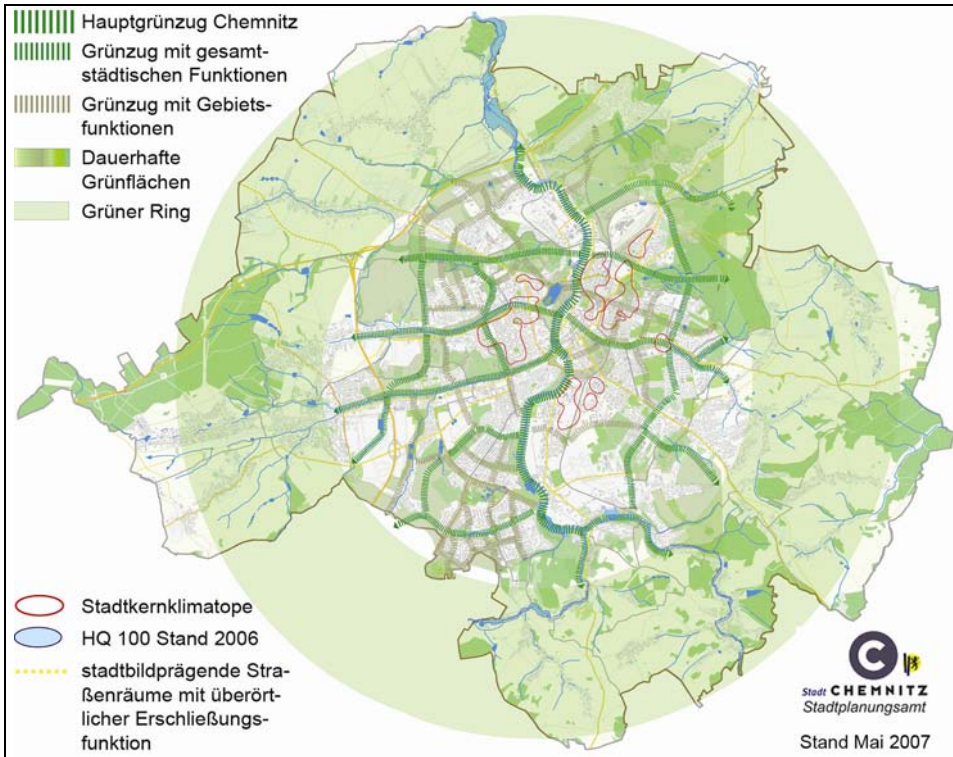 Hauptgrünzug Chemnitz
Grünzug mit gesamt-
städtischen Funktionen
Grünzug mit Gebiets-
funktionen
Dauerhafte
Grünflächen
Grüner Ring
Stadtkernklimatope
HQ 100 Stand 2006
stadtbildprägende Stra-
ßenräume mit überört-
licher Erschließungs-
funktion
Stadt CHEMNITZ
Stadtplanungsamt
Stand Mai 2007